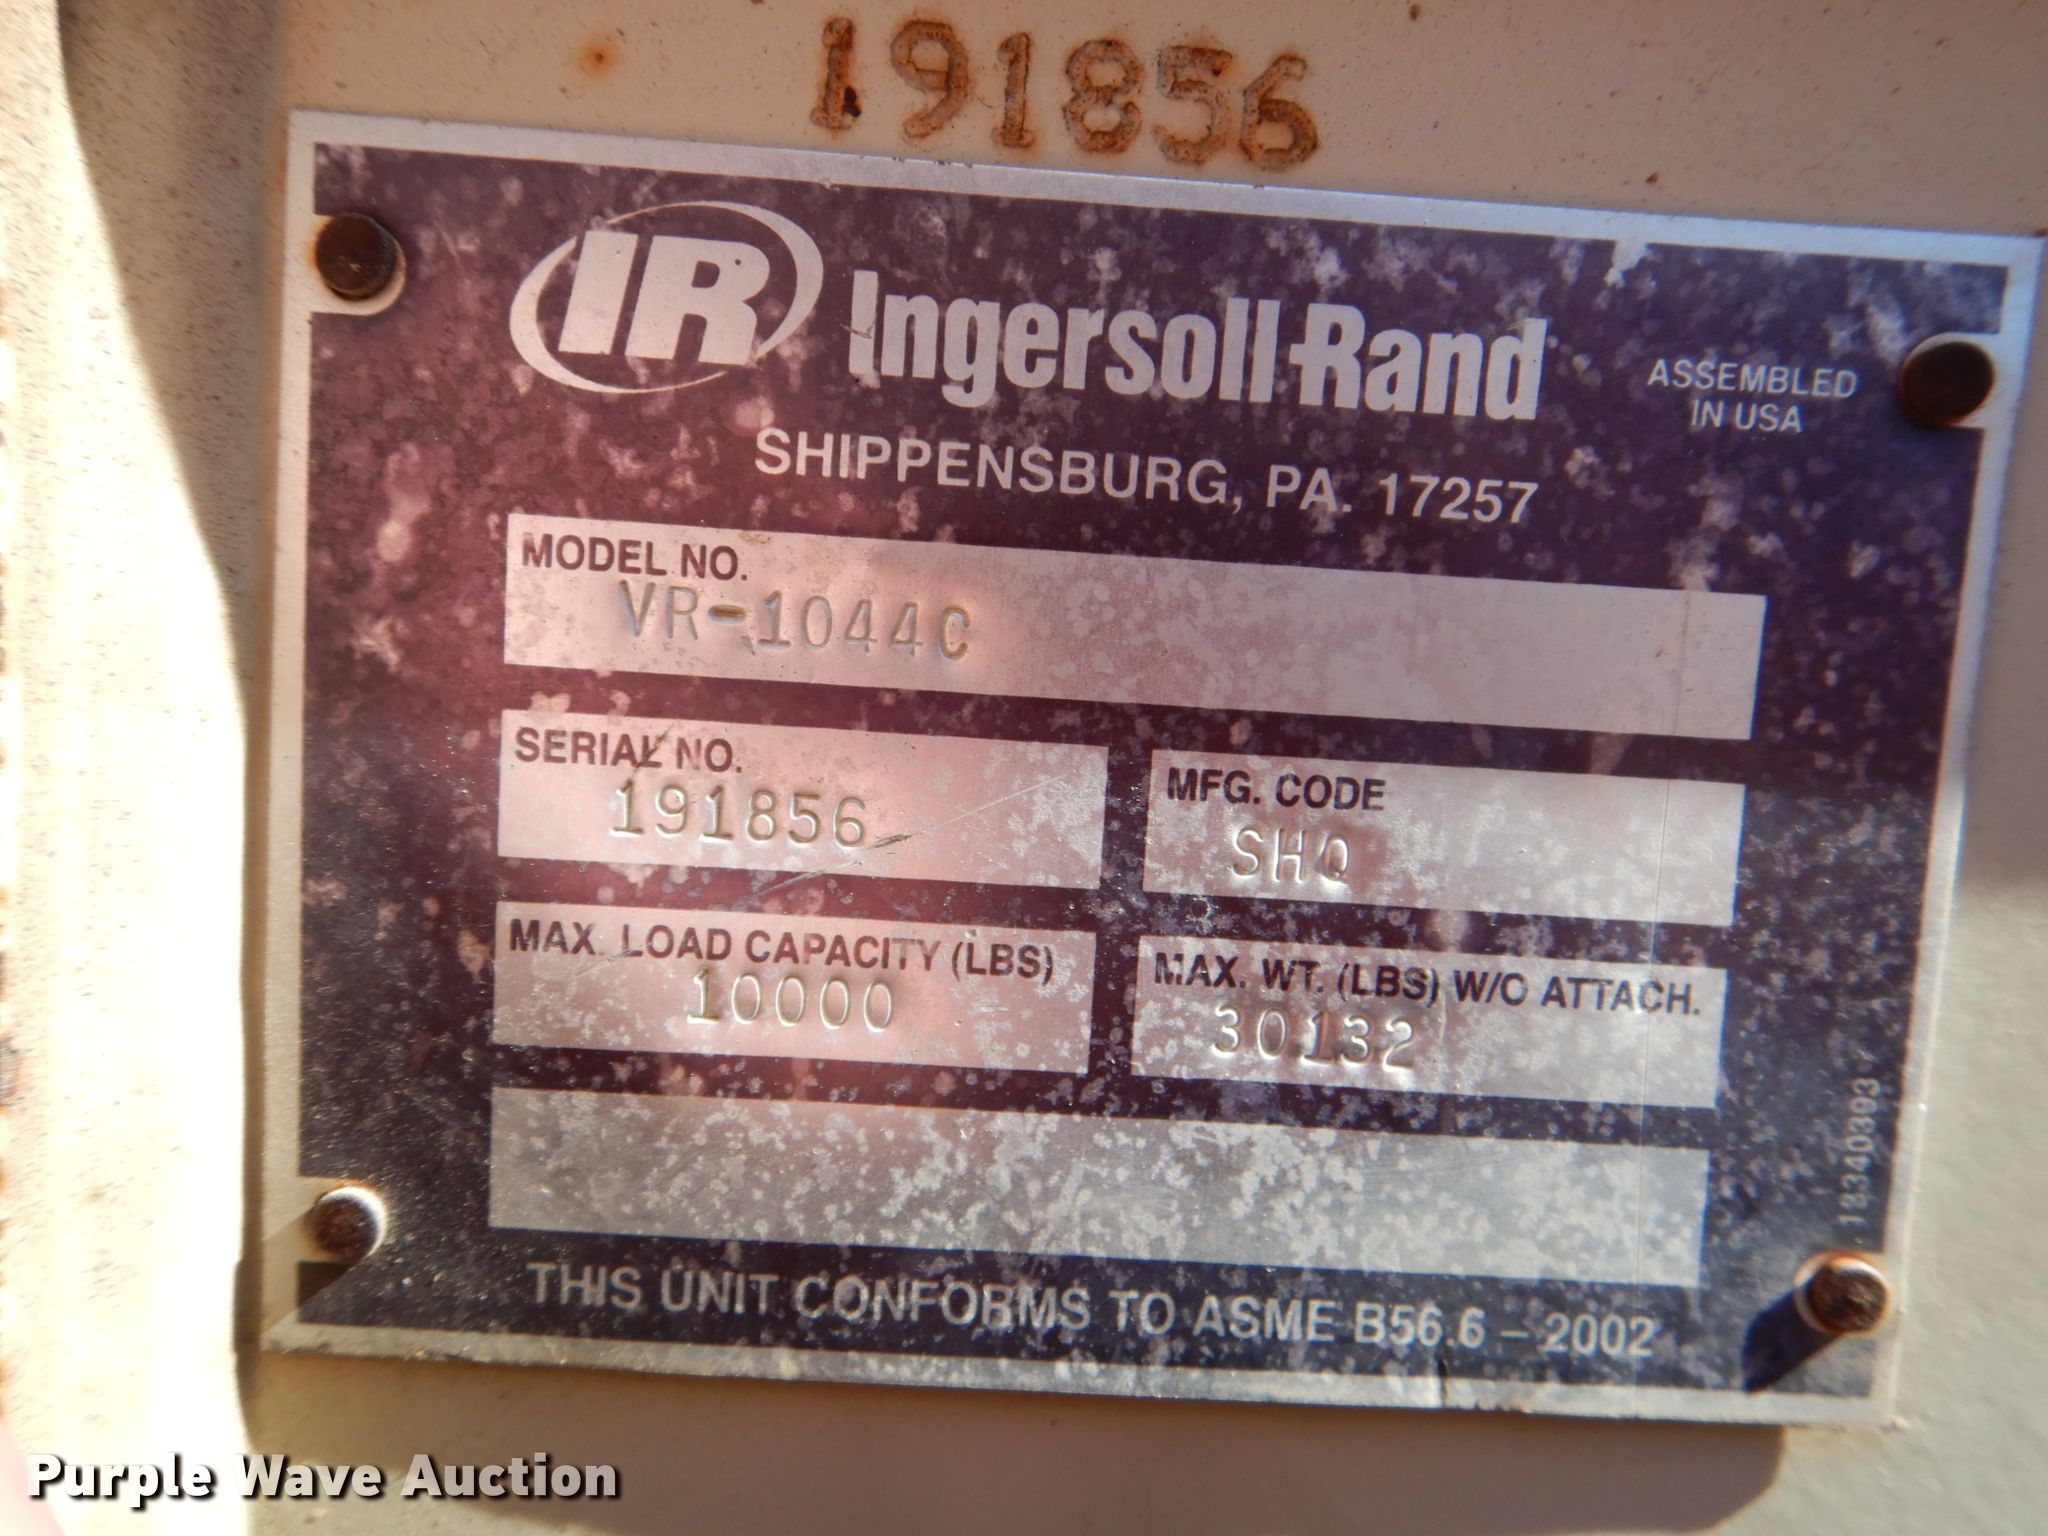 191856
IR Ingersoll-Rand
ASSEMBLED
IN USA
SHIPPENSBURG, PA. 17257
MODEL NO.
VR-1044C
SERIAL NO.
191856
MFG. CODE
SHQ
MAX. LOAD CAPACITY (LBS)
10000
MAX. WT. (LBS) W/O ATTACH.
30132
THIS UNIT CONFORMS TO ASME B56.6 – 2002
18340393
Purple Wave Auction